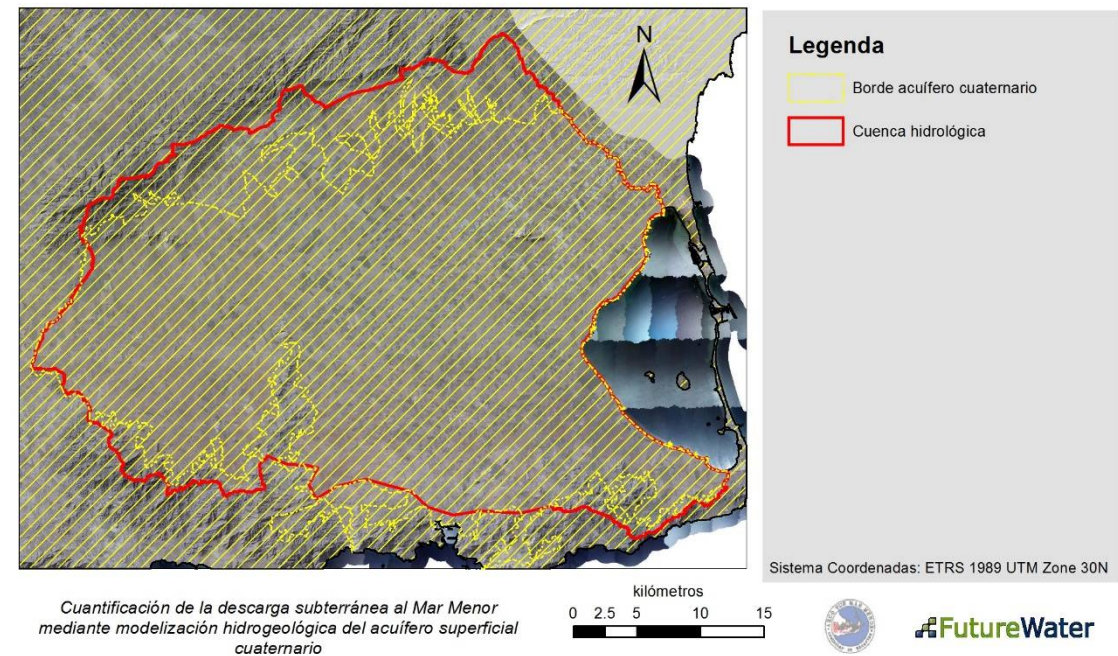 N
Legenda
Borde acuífero cuaternario
Cuenca hidrológica
Sistema Coordenadas: ETRS 1989 UTM Zone 30N
Cuantificación de la descarga subterránea al Mar Menor
mediante modelización hidrogeológica del acuífero superficial
cuaternario
kilómetros
0 2.5 5 10 15
FutureWater